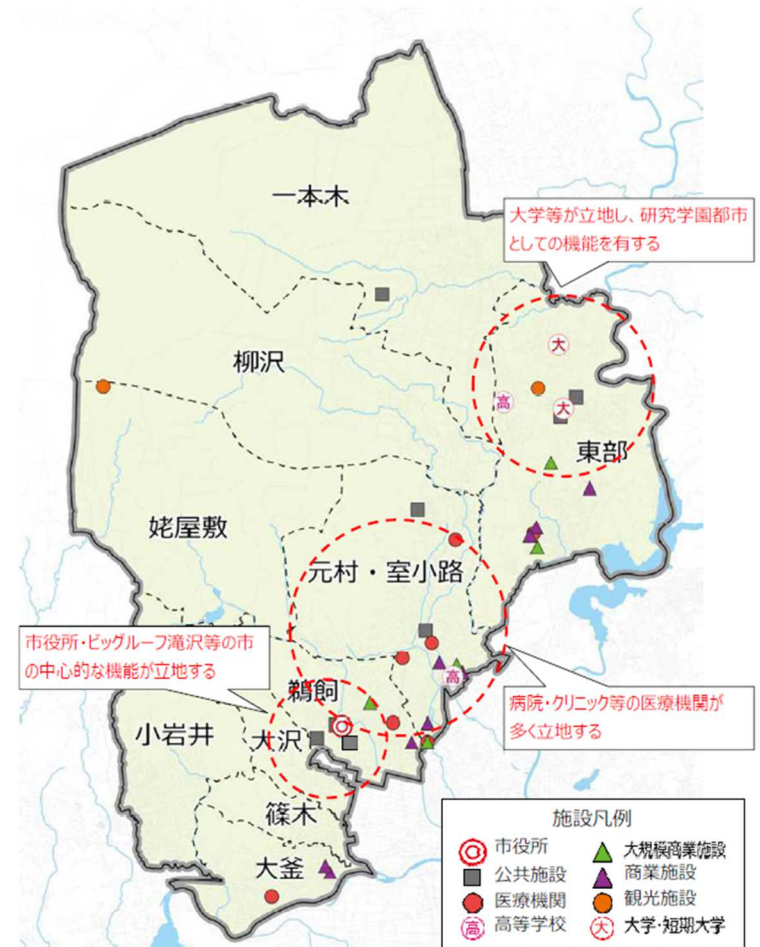 一本木
大学等が立地し、研究学園都市
としての機能を有する
大
柳沢
高
大
東部
姥屋敷
元村・室小路
市役所・ビッグルーフ滝沢等の市
の中心的な機能が立地する
高
鵜飼
病院・クリニック等の医療機関が
多く立地する
小岩井
大沢
篠木
大釜
施設凡例
市役所
大規模商業施設
公共施設
商業施設
医療機関
観光施設
高 高等学校
大 大学・短期大学